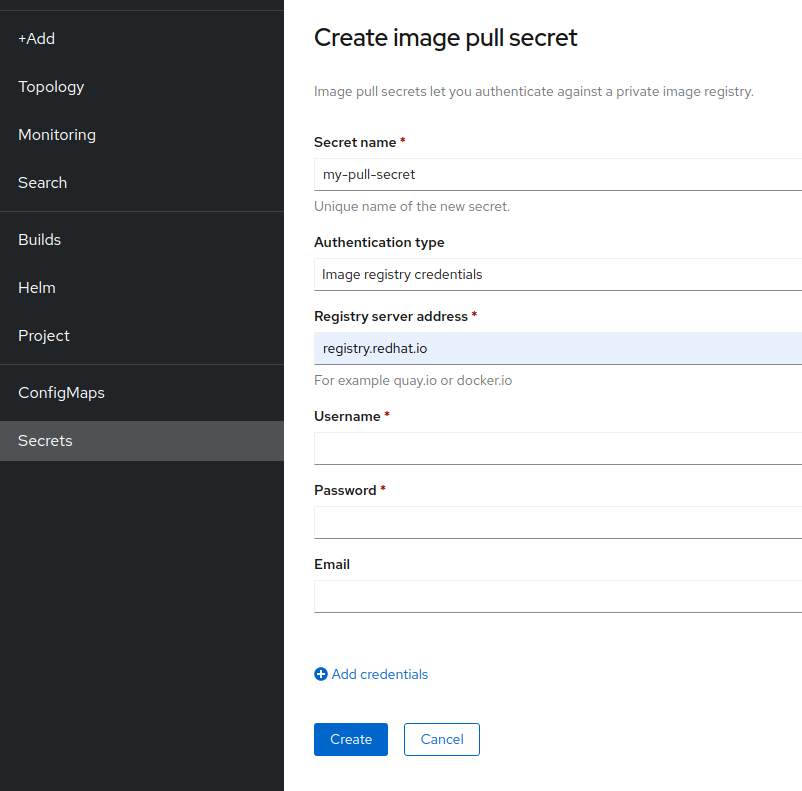 +Add
Topology
Monitoring
Search
Builds
Helm
Project
ConfigMaps
Secrets
Create image pull secret
Image pull secrets let you authenticate against a private image registry.
Secret name *
my-pull-secret
Unique name of the new secret.
Authentication type
Image registry credentials
Registry server address *
registry.redhat.io
For example quay.io or docker.io
Username *
Password *
Email
Add credentials
Create
Cancel